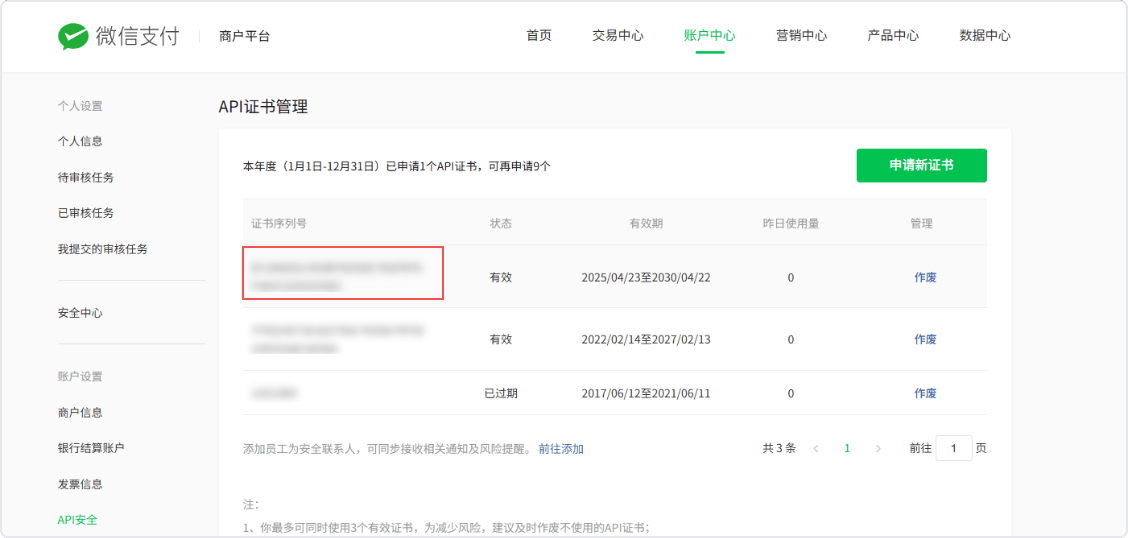 微信支付 商户平台 首页 交易中心 账户中心 营销中心 产品中心 数据中心
个人设置
个人信息
待审核任务
已审核任务
我提交的审核任务
安全中心
账户设置
商户信息
银行结算账户
发票信息
API安全
API证书管理
本年度（1月1日-12月31日）已申请1个API证书，可再申请9个
申请新证书
证书序列号 状态 有效期 昨日使用量 管理
有效 2025/04/23至2030/04/22 0 作废
有效 2022/02/14至2027/02/13 0 作废
已过期 2017/06/12至2021/06/11 0 作废
添加员工为安全联系人，可同步接收相关通知及风险提醒。 前往添加
共 3 条 < 1 > 前往 1 页
注：
1、你最多可同时使用3个有效证书，为减少风险，建议及时作废不使用的API证书；